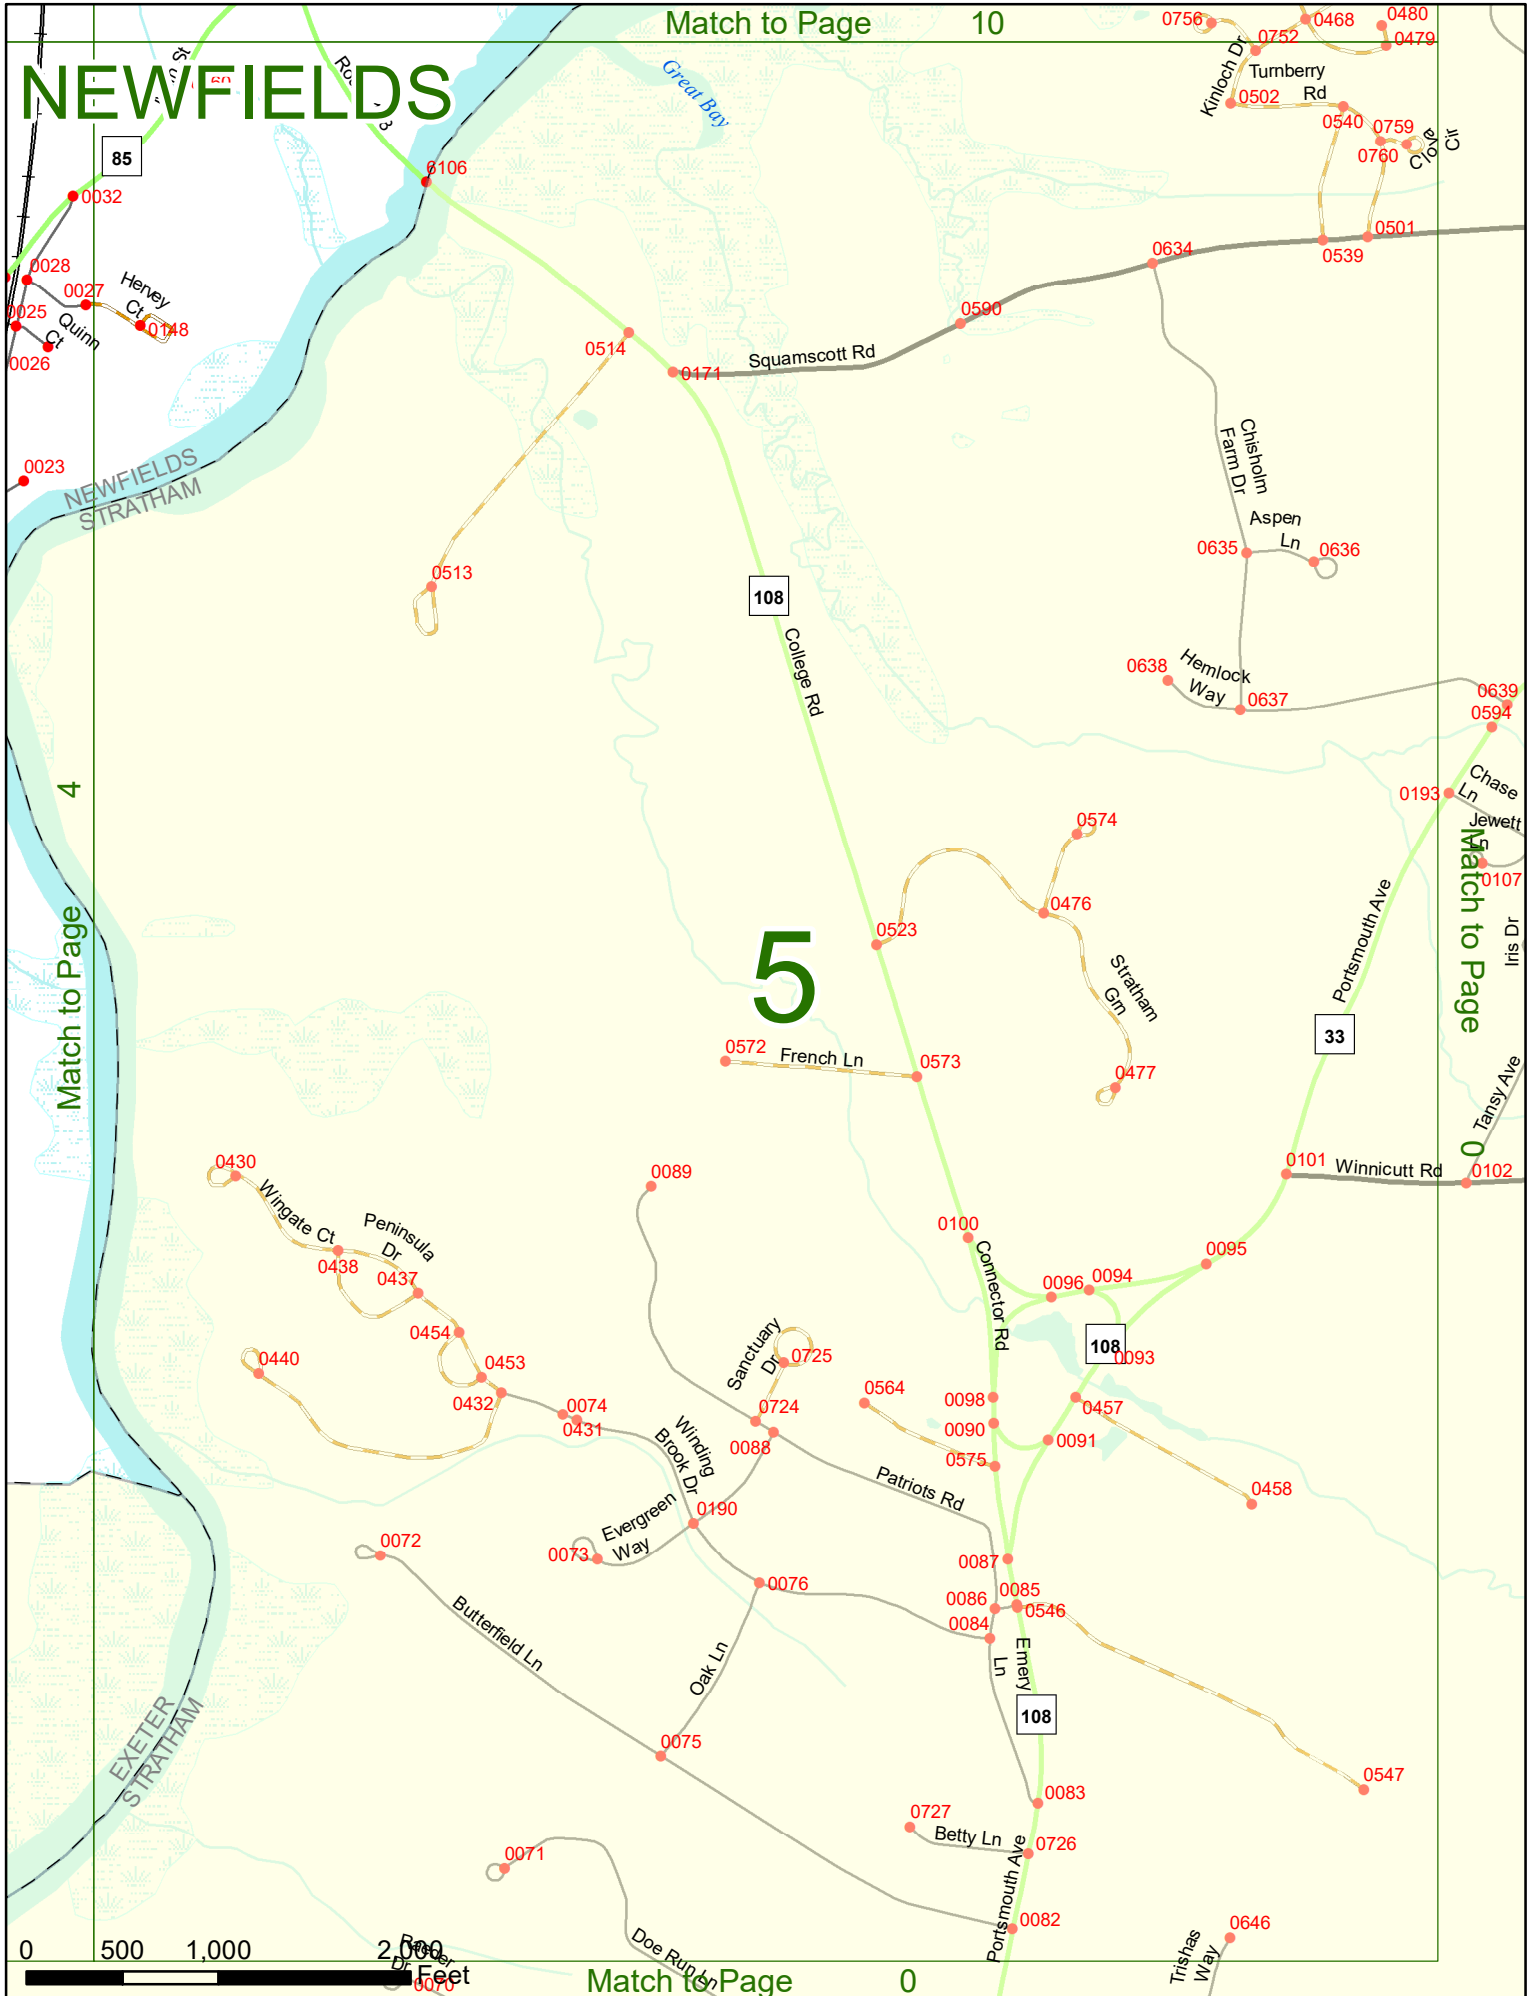 Match to Page 10
NEWFIELDS
85
0032
0028
0027
0025
0026
Hervey
Ct
0148
Quinn
Ct
0023
6106
Great Bay
0756
0468
0480
0479
0752
Kinloch Dr
Turnberry
Rd
0502
0540
0759
0760
Clova
Cir
0501
0539
0634
0590
Squamscott Rd
0514
0171
NEWFIELDS
STRATHAM
0513
108
College Rd
Chisholm
Farm Dr
Aspen
Ln
0635
0636
0638
Hemlock
Way
0637
0639
0594
0193
Chase
Ln
Jewett
Ln
0107
4
Match to Page
Match to Page
0
Iris Dr
Tansy Ave
Portsmouth Ave
33
0574
0476
0523
Stratham
Grn
0477
5
0572
French Ln
0573
0101
Winnicutt Rd
0102
0430
Wingate Ct
Peninsula
Dr
0438
0437
0454
0453
0432
0440
0074
0431
0089
0100
Connector Rd
0096
0094
0095
108
0093
Sanctuary
Dr
0725
0724
0088
0564
0098
0090
0575
0091
0457
0458
Winding
Brook Dr
Patriots Rd
0190
Evergreen
Way
0073
0072
0076
0087
0086
0085
0546
0084
Emery
Ln
Butterfield Ln
Oak Ln
0075
108
0547
0083
0727
Betty Ln
0726
Portsmouth Ave
0082
EXETER
STRATHAM
0071
Doe Run Ln
0646
Trishas
Way
Raeder
Dr
0070
0 500 1,000 2,000
Feet
Match to Page 0